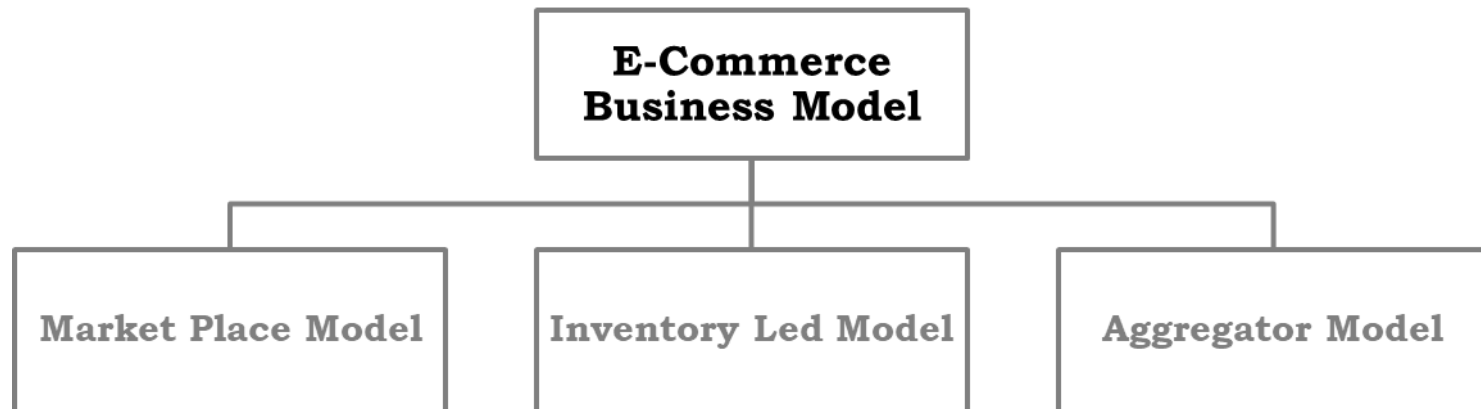 E-Commerce
Business Model
Market Place Model
Inventory Led Model
Aggregator Model